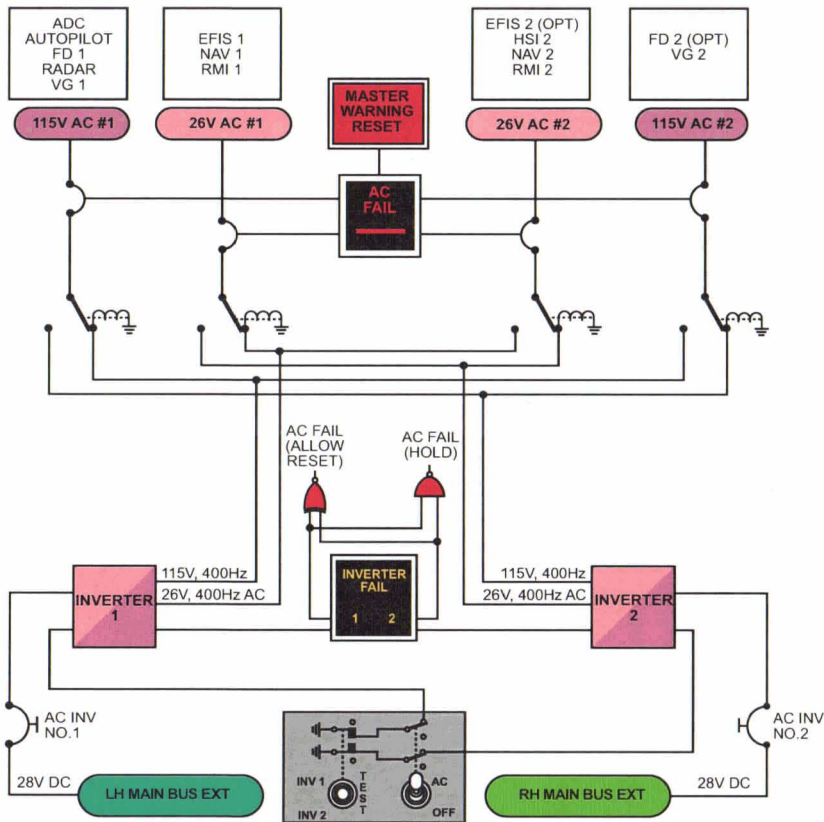 ADC
AUTOPILOT
FD 1
RADAR
VG 1
EFIS 1
NAV 1
RMI 1
EFIS 2 (OPT)
HSI 2
NAV 2
RMI 2
FD 2 (OPT)
VG 2
MASTER
WARNING
RESET
115V AC #1
26V AC #1
26V AC #2
115V AC #2
AC
FAIL
AC FAIL
(ALLOW
RESET)
AC FAIL
(HOLD)
115V, 400Hz
26V, 400Hz AC
INVERTER
1
INVERTER
FAIL
1 2
115V, 400Hz
26V, 400Hz AC
INVERTER
2
AC INV
NO.1
AC INV
NO.2
28V DC
LH MAIN BUS EXT
INV 1
INV 2
TEST
AC
OFF
RH MAIN BUS EXT
28V DC